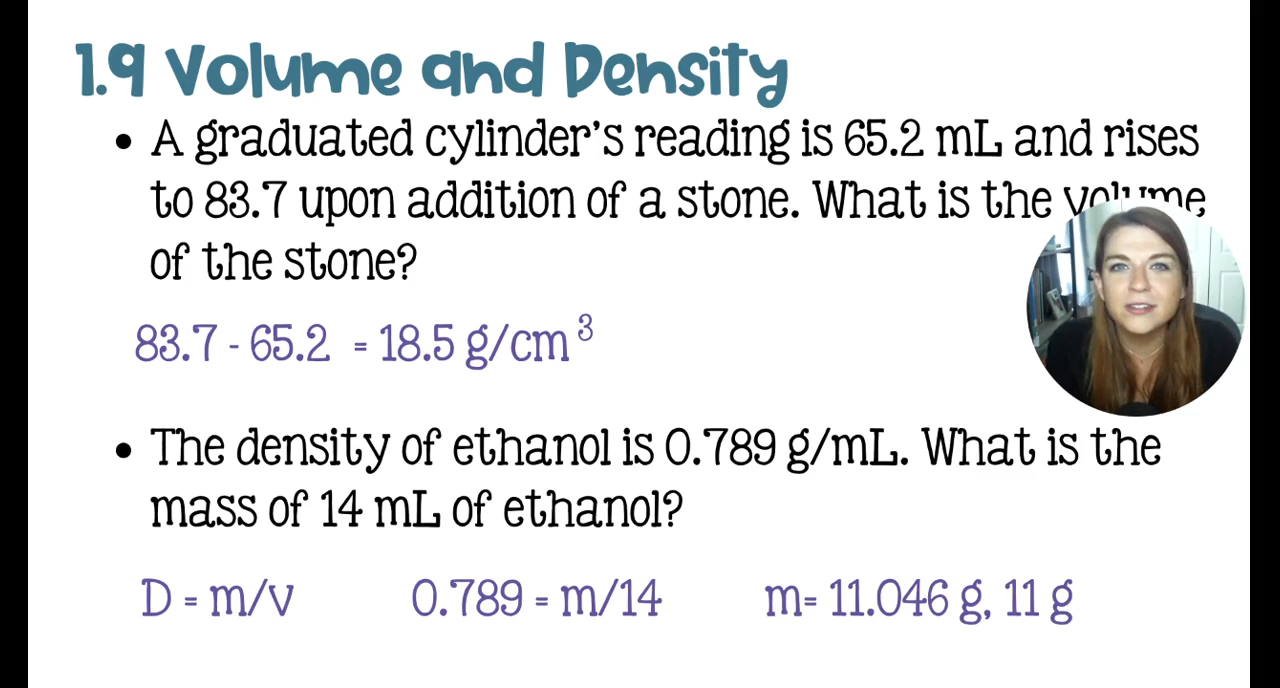 1.9 Volume and Density
• A graduated cylinder's reading is 65.2 mL and rises
to 83.7 upon addition of a stone. What is the volume
of the stone?
83.7 - 65.2 = 18.5 g/cm³
• The density of ethanol is 0.789 g/mL. What is the
mass of 14 mL of ethanol?
D = m/v 0.789 = m/14 m= 11.046 g, 11 g